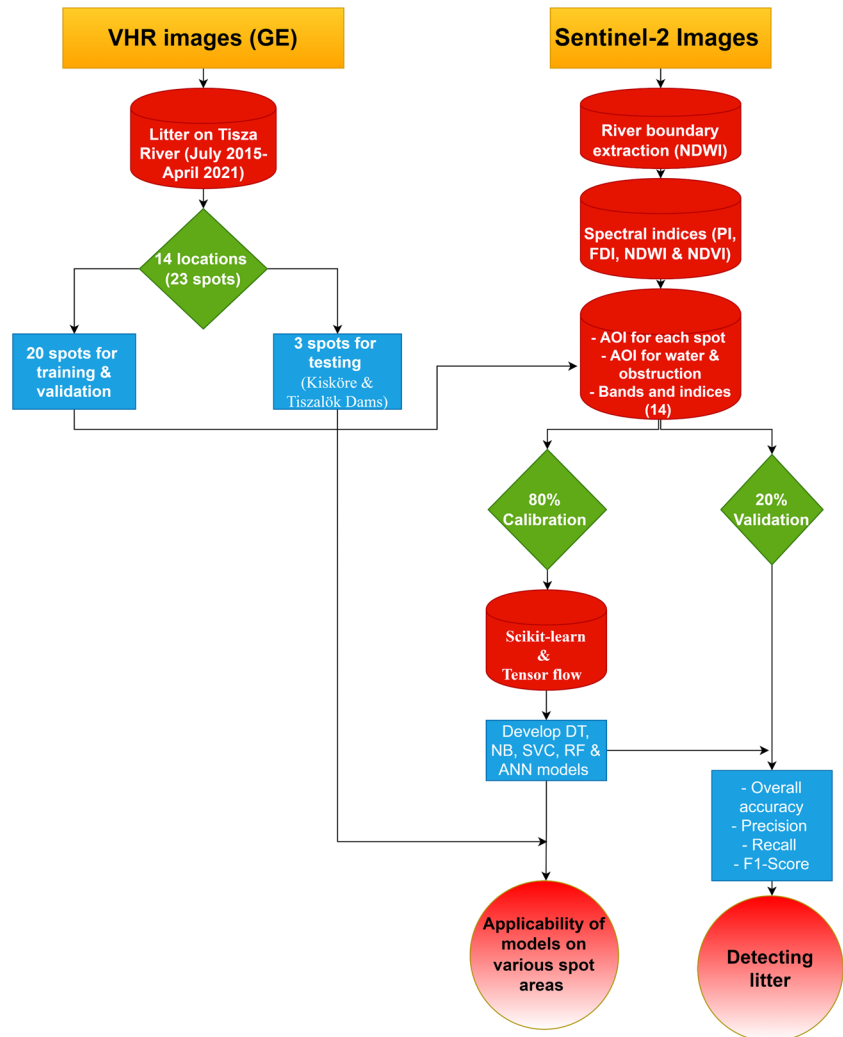 VHR images (GE)
Litter on Tisza
River (July 2015-
April 2021)
14 locations
(23 spots)
20 spots for
training &
validation
3 spots for
testing
(Kisköre &
Tiszalök Dams)
Sentinel-2 Images
River boundary
extraction (NDWI)
Spectral indices (PI,
FDI, NDWI & NDVI)
- AOI for each spot
- AOI for water &
obstruction
- Bands and indices
(14)
80%
Calibration
20%
Validation
Scikit-learn
&
Tensor flow
Develop DT,
NB, SVC, RF &
ANN models
- Overall
accuracy
- Precision
- Recall
- F1-Score
Applicability of
models on
various spot
areas
Detecting
litter